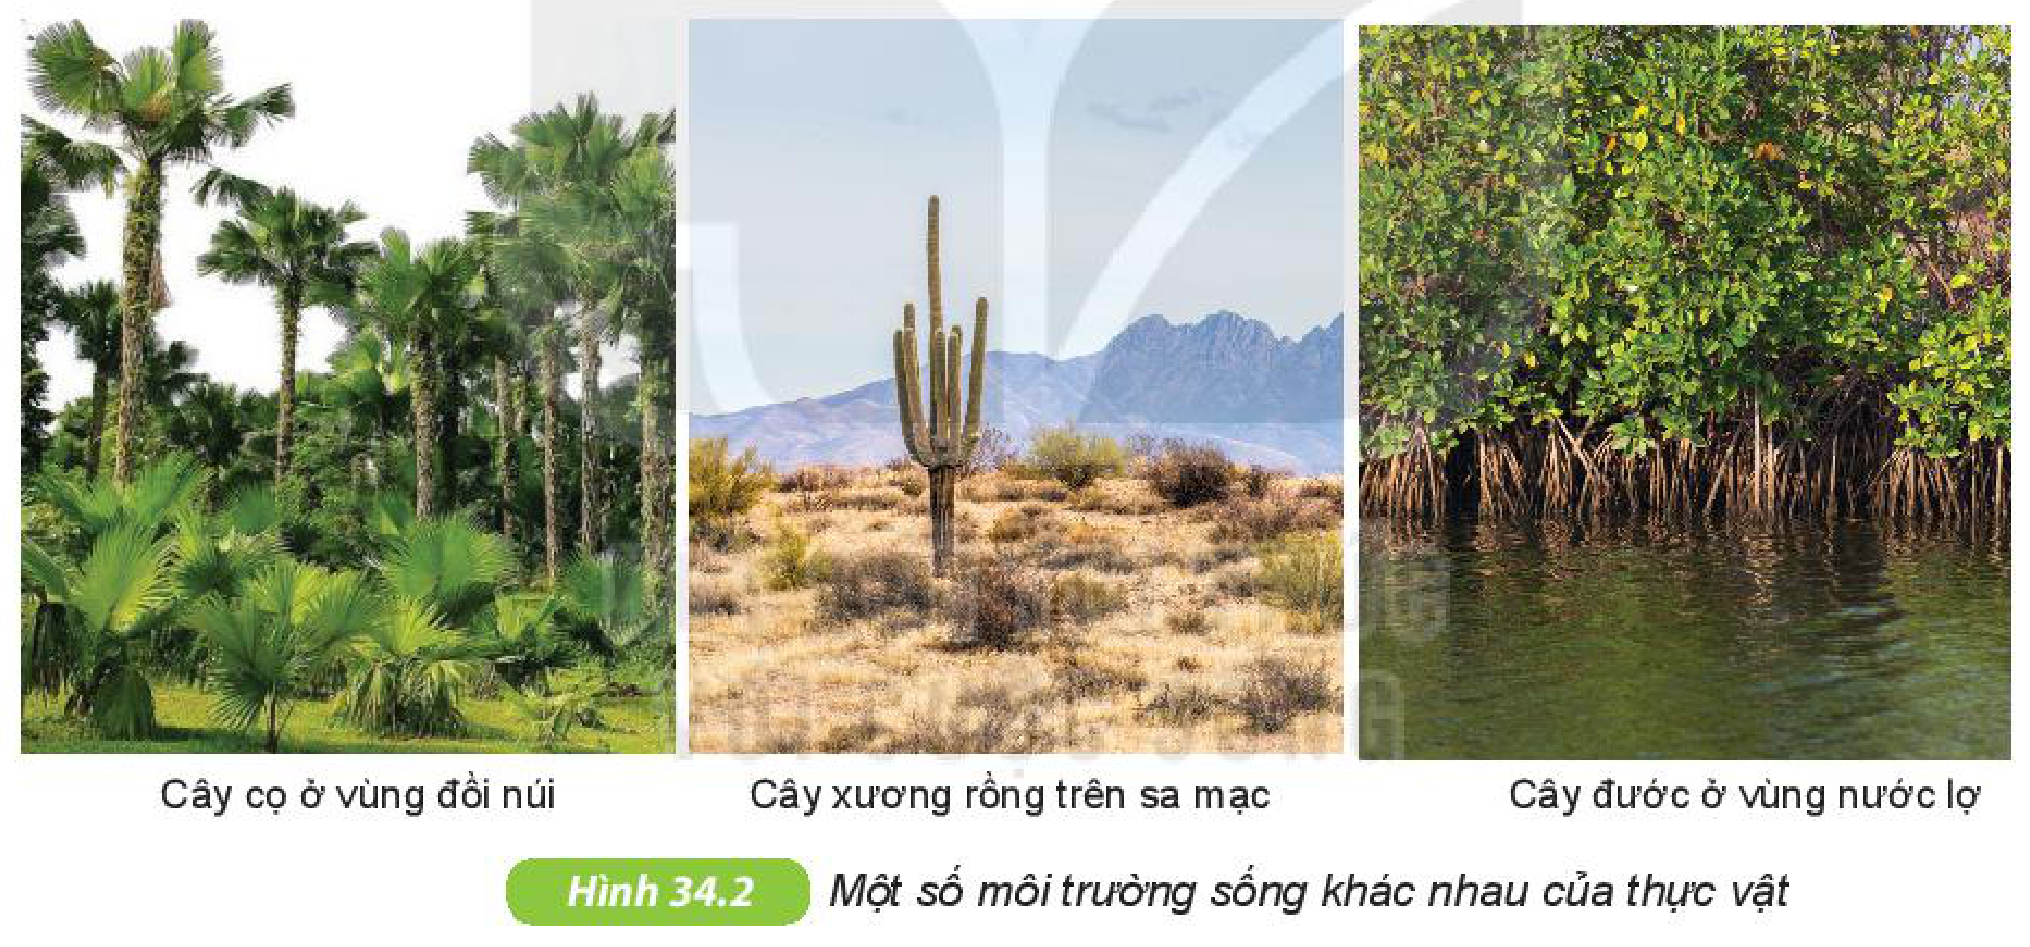 Cây cọ ở vùng đồi núi
Cây xương rồng trên sa mạc
Cây đước ở vùng nước lợ
Hình 34.2 Một số môi trường sống khác nhau của thực vật